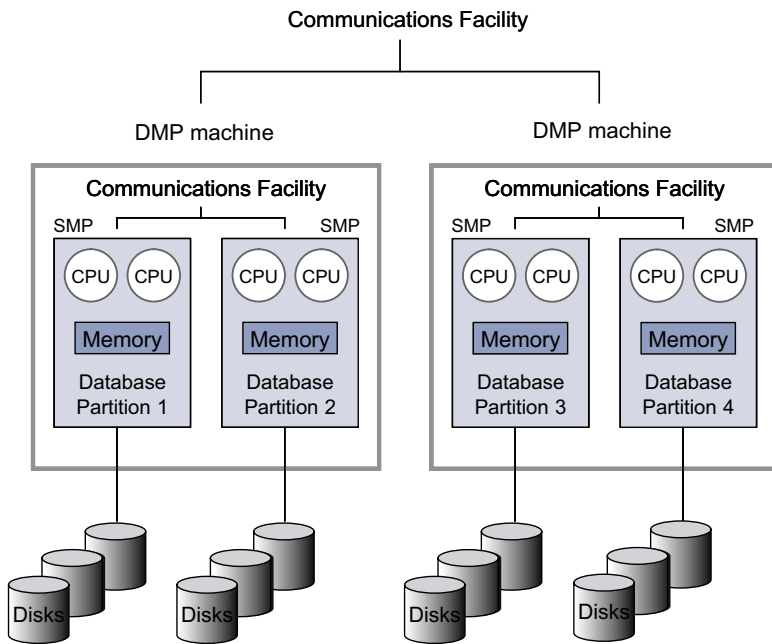 Communications Facility
DMP machine
DMP machine
Communications Facility
SMP
SMP
CPU
CPU
CPU
CPU
Memory
Memory
Database
Partition 1
Database
Partition 2
Communications Facility
SMP
SMP
CPU
CPU
CPU
CPU
Memory
Memory
Database
Partition 3
Database
Partition 4
Disks
Disks
Disks
Disks